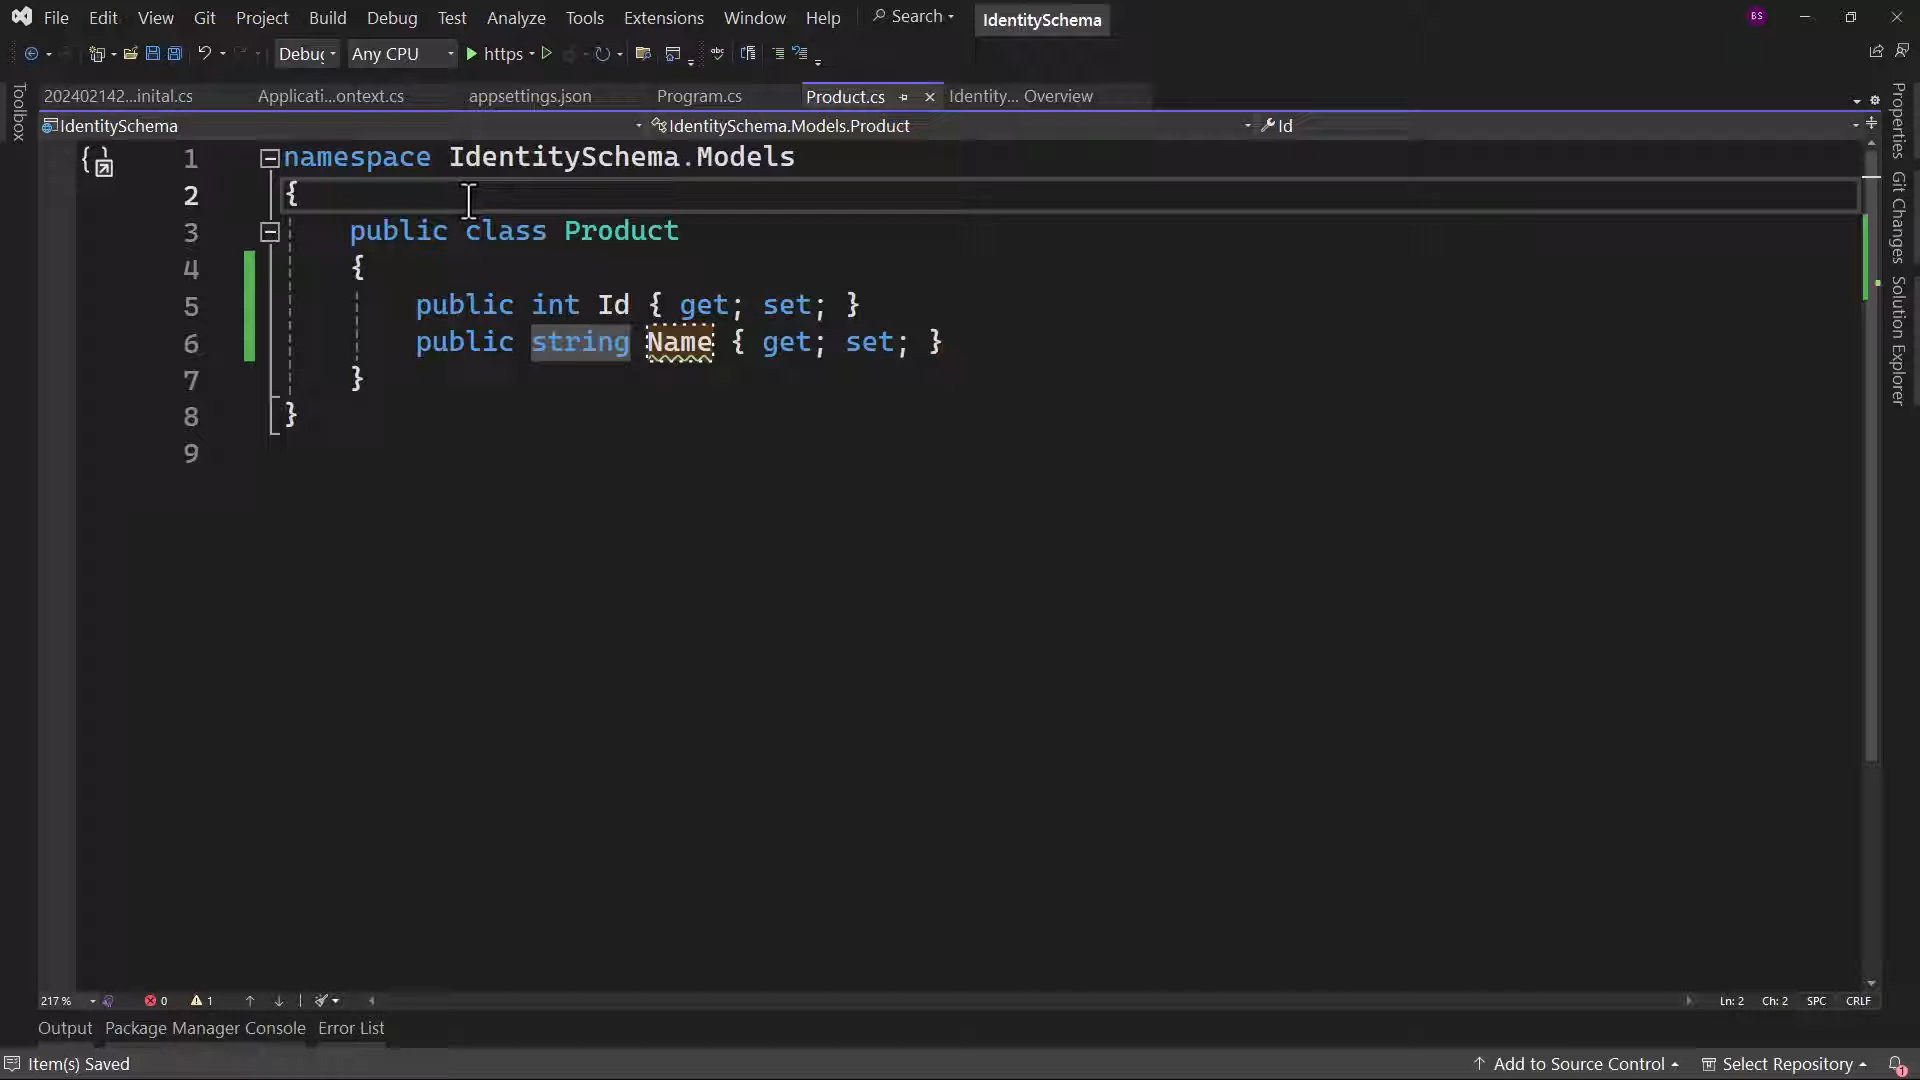 File Edit View Git Project Build Debug Test Analyze Tools Extensions Window Help Search IdentitySchema BS
Debug Any CPU https
202402142...inital.cs Applicati...ontext.cs appsettings.json Program.cs Product.cs Identity... Overview
IdentitySchema IdentitySchema.Models.Product Id
1 namespace IdentitySchema.Models
2 {
3 public class Product
4 {
5 public int Id { get; set; }
6 public string Name { get; set; }
7 }
8 }
9
Toolbox
Properties
Git Changes
Solution Explorer
217 % 0 1 Ln: 2 Ch: 2 SPC CRLF
Output Package Manager Console Error List
Item(s) Saved Add to Source Control Select Repository 1